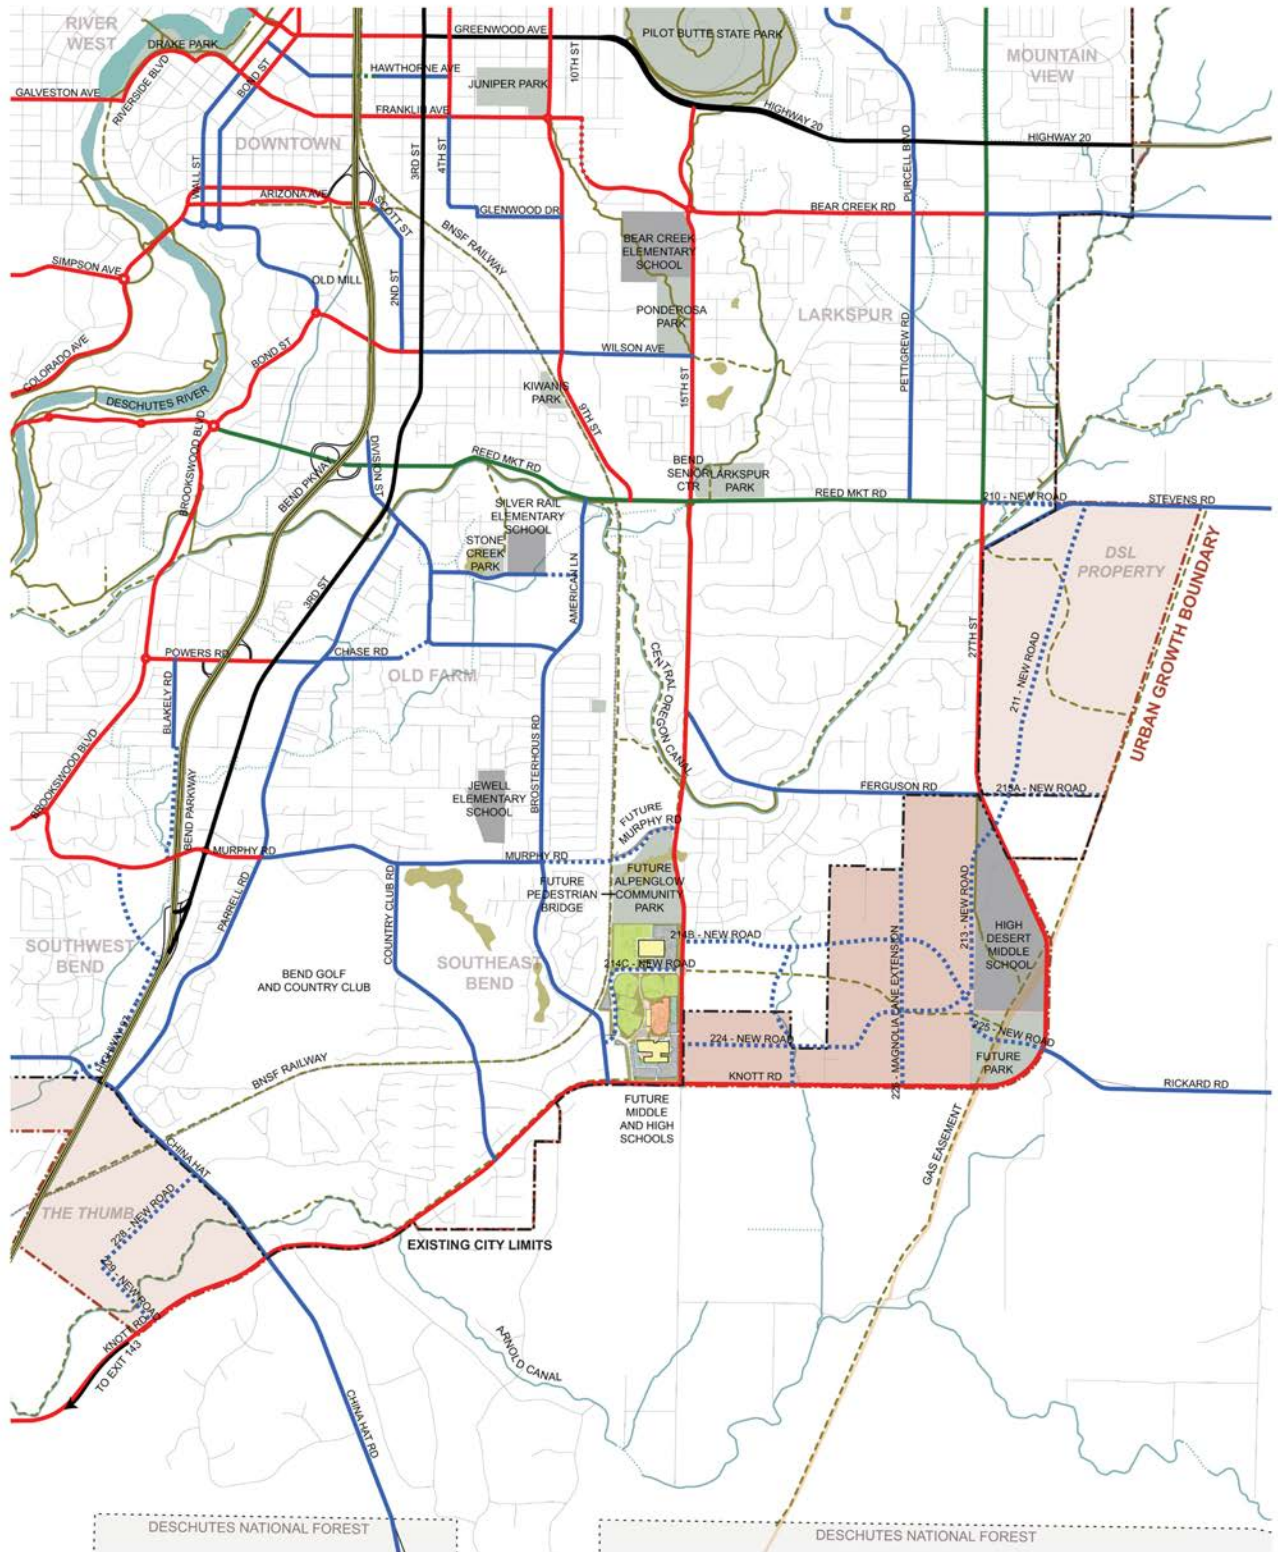 RIVER
WEST
DRAKE PARK
GREENWOOD AVE
PILOT BUTTE STATE PARK
MOUNTAIN
VIEW
HAWTHORNE AVE
JUNIPER PARK
10TH ST
GALVESTON AVE
RIVERSIDE BLVD
BOND ST
FRANKLIN AVE
HIGHWAY 20
HIGHWAY 20
DOWNTOWN
3RD ST
4TH ST
PURCELL BLVD
WALL ST
ARIZONA AVE
SCOTT ST
GLENWOOD DR
BEAR CREEK RD
BNSF RAILWAY
BEAR CREEK
ELEMENTARY
SCHOOL
SIMPSON AVE
OLD MILL
2ND ST
PONDEROSA
PARK
LARKSPUR
COLORADO AVE
BOND ST
WILSON AVE
PETTIGREW RD
DESCHUTES RIVER
KIWANIS
PARK
15TH ST
9TH ST
BROOKSWOOD BLVD
BEND PKWAY
DIVISION ST
REED MKT RD
BEND
SENIOR
CTR
LARKSPUR
PARK
REED MKT RD
210 - NEW ROAD
STEVENS RD
SILVER RAIL
ELEMENTARY
SCHOOL
STONE
CREEK
PARK
DSL
PROPERTY
URBAN GROWTH BOUNDARY
3RD ST
AMERICAN LN
27TH ST
211 - NEW ROAD
POWERS RD
CHASE RD
OLD FARM
CENTRAL OREGON CANAL
BLAKELY RD
BROSTERHOUS RD
BROOKSWOOD BLVD
BEND PARKWAY
JEWELL
ELEMENTARY
SCHOOL
FERGUSON RD
213A - NEW ROAD
FUTURE
MURPHY RD
MURPHY RD
MURPHY RD
PARRELL RD
COUNTRY CLUB RD
FUTURE
PEDESTRIAN
BRIDGE
FUTURE
ALPENGLOW
COMMUNITY
PARK
213 - NEW ROAD
HIGH
DESERT
MIDDLE
SCHOOL
214B - NEW ROAD
SOUTHWEST
BEND
BEND GOLF
AND COUNTRY CLUB
SOUTHEAST
BEND
214C - NEW ROAD
MAGNOLIA LANE EXTENSION
HIGHWAY 97
224 - NEW ROAD
225 - NEW ROAD
FUTURE
PARK
BNSF RAILWAY
KNOTT RD
RICKARD RD
FUTURE
MIDDLE
AND HIGH
SCHOOLS
CHINA HAT
GAS EASEMENT
THE THUMB
228 - NEW ROAD
229 - NEW ROAD
EXISTING CITY LIMITS
KNOTT RD
TO EXIT 143
ARNOLD CANAL
CHINA HAT RD
DESCHUTES NATIONAL FOREST
DESCHUTES NATIONAL FOREST